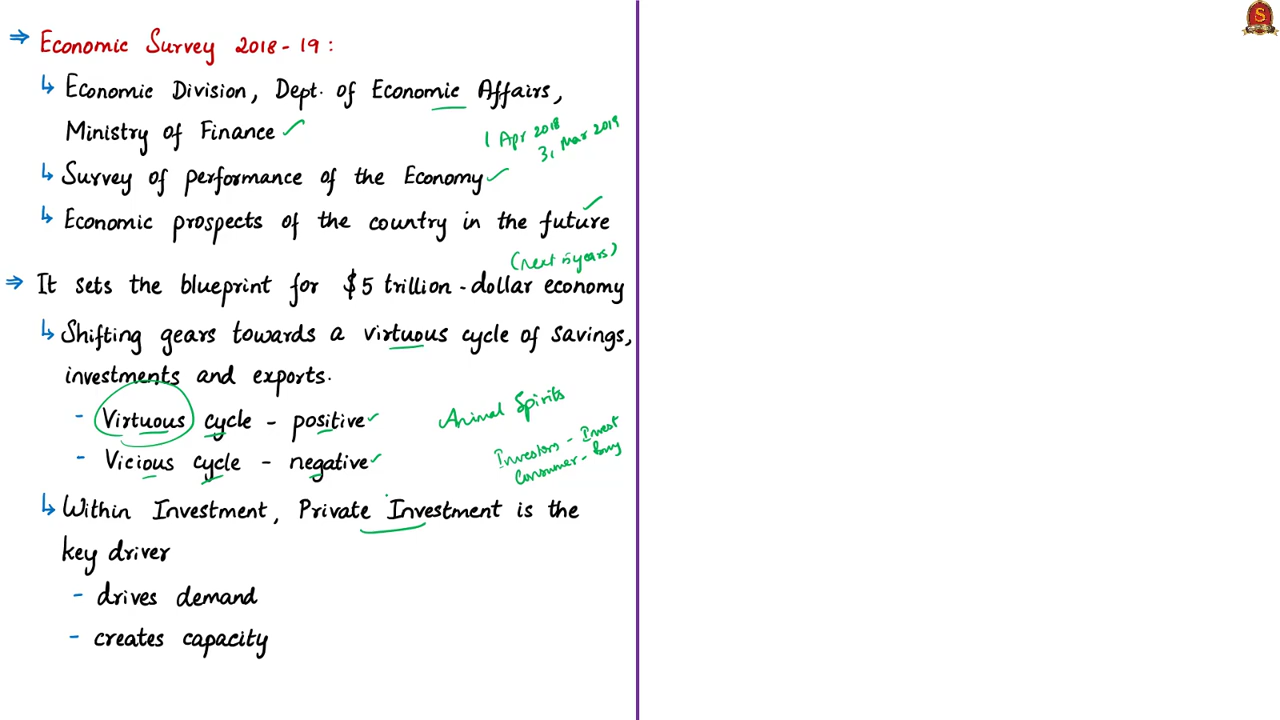 ⇒ Economic Survey 2018-19:
↳ Economic Division, Dept. of Economic Affairs,
Ministry of Finance ✓
1 Apr 2018
31 Mar 2019
↳ Survey of performance of the Economy ✓
↳ Economic prospects of the country in the future ✓
(next 5 years)
⇒ It sets the blueprint for $5 trillion-dollar economy
↳ Shifting gears towards a virtuous cycle of savings,
investments and exports.
- Virtuous cycle - positive ✓
Animal Spirits
- Vicious cycle - negative ✓
Investors - Invest
Consumer - Buy
↳ Within Investment, Private Investment is the
key driver
- drives demand
- creates capacity
S